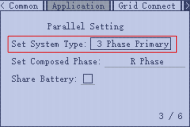 Common Application Grid Connect
Parallel Setting
Set System Type: 3 Phase Primary
Set Composed Phase: R Phase
Share Battery:
3 / 6